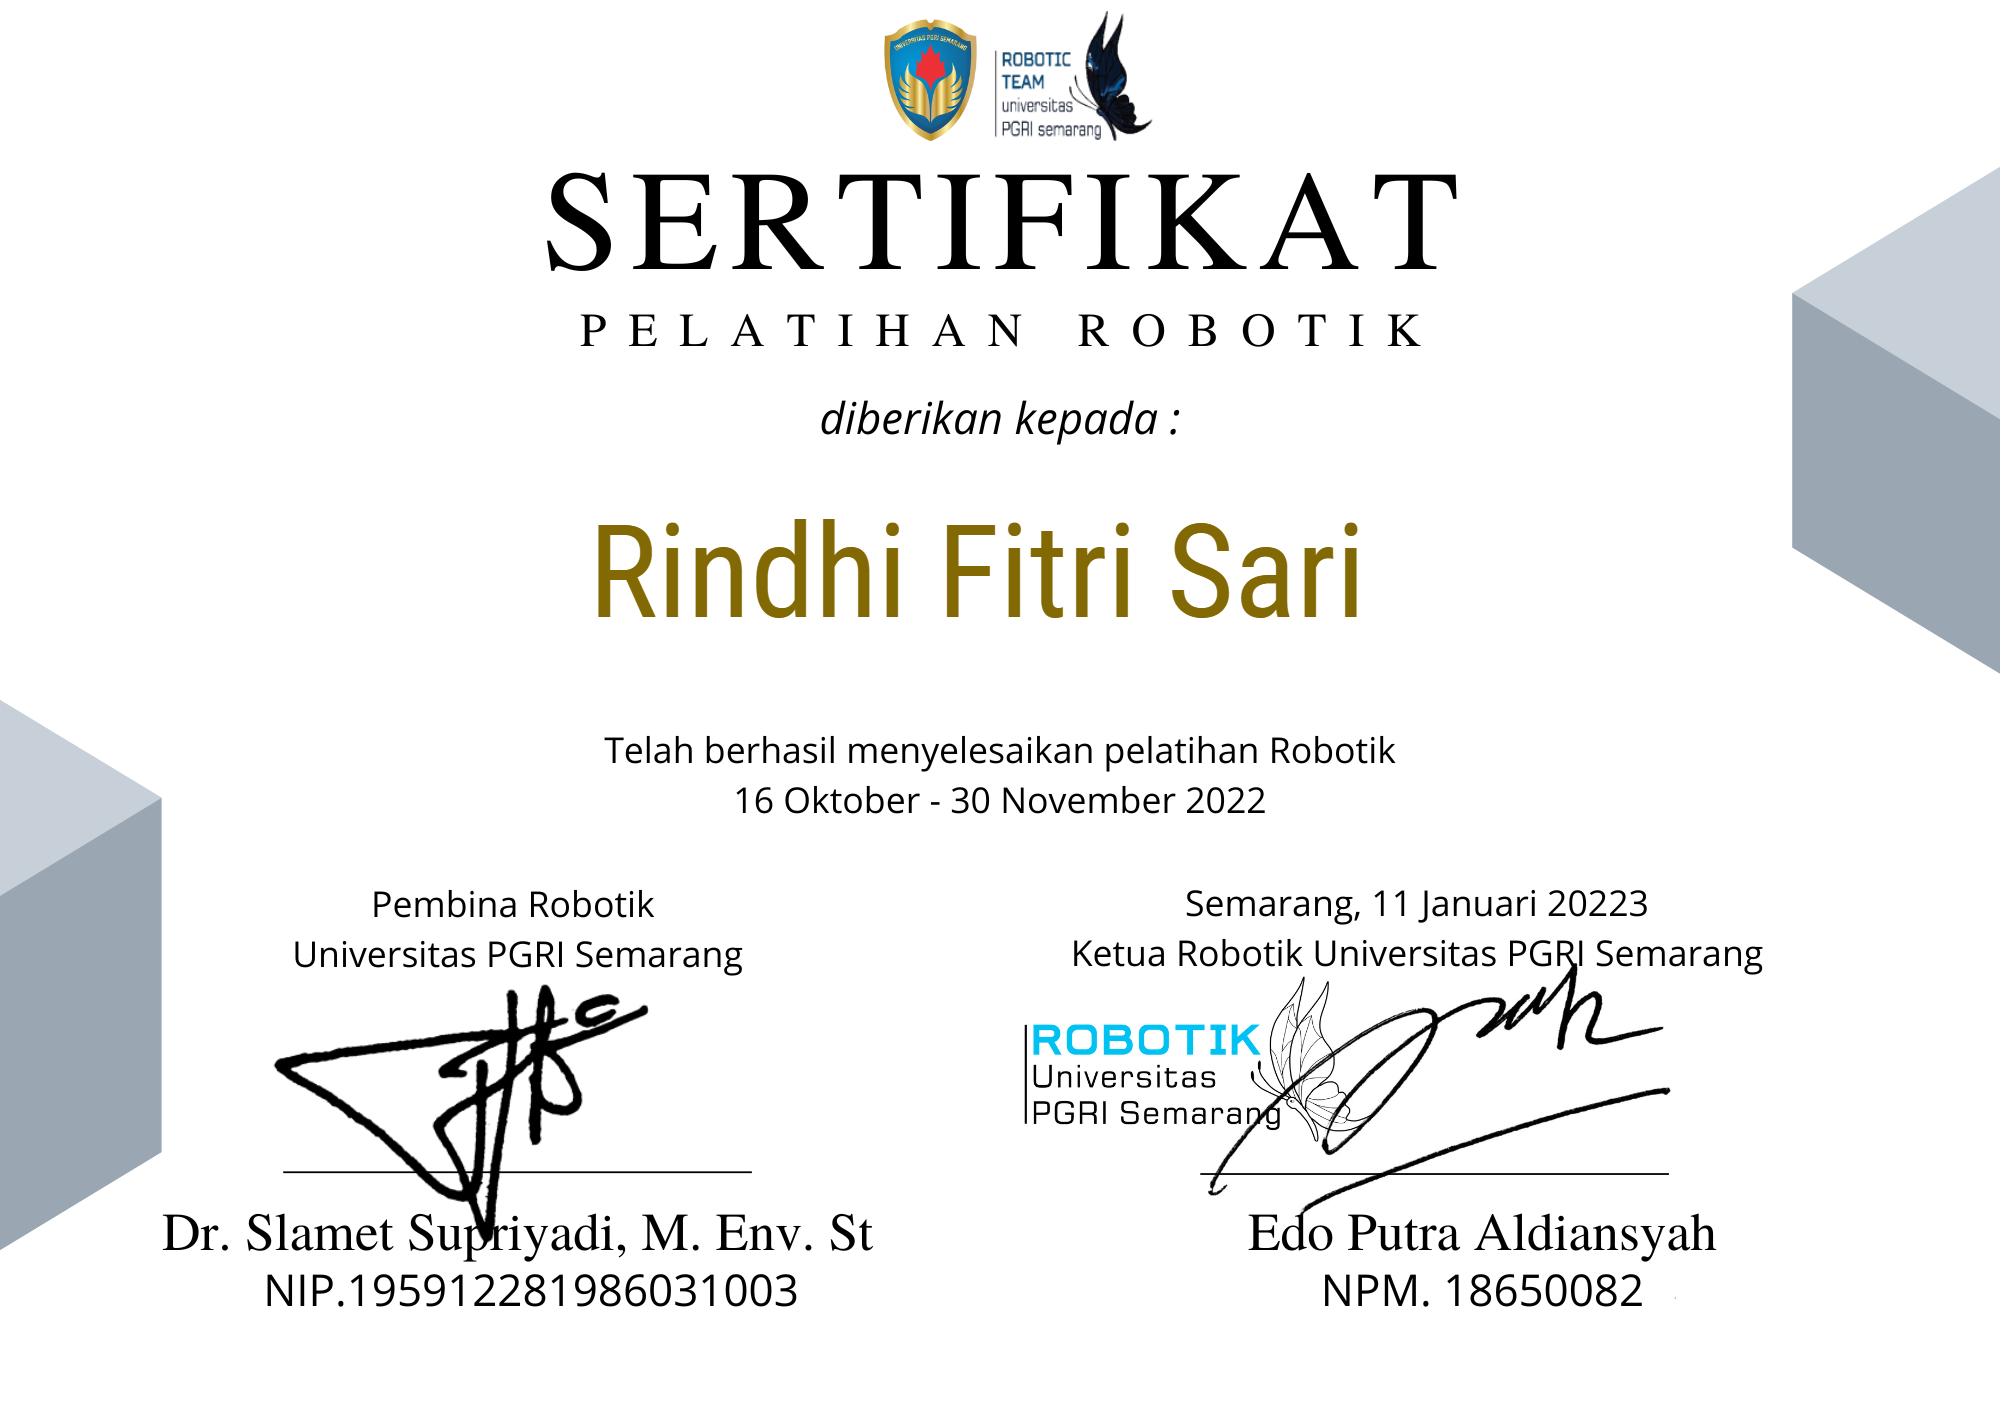 UNIVERSITAS PGRI SEMARANG
ROBOTIC
TEAM
universitas
PGRI semarang
SERTIFIKAT
PELATIHAN ROBOTIK
diberikan kepada :
Rindhi Fitri Sari
Telah berhasil menyelesaikan pelatihan Robotik
16 Oktober - 30 November 2022
Pembina Robotik
Universitas PGRI Semarang
Dr. Slamet Supriyadi, M. Env. St
NIP.195912281986031003
Semarang, 11 Januari 20223
Ketua Robotik Universitas PGRI Semarang
ROBOTIK
Universitas
PGRI Semarang
Edo Putra Aldiansyah
NPM. 18650082